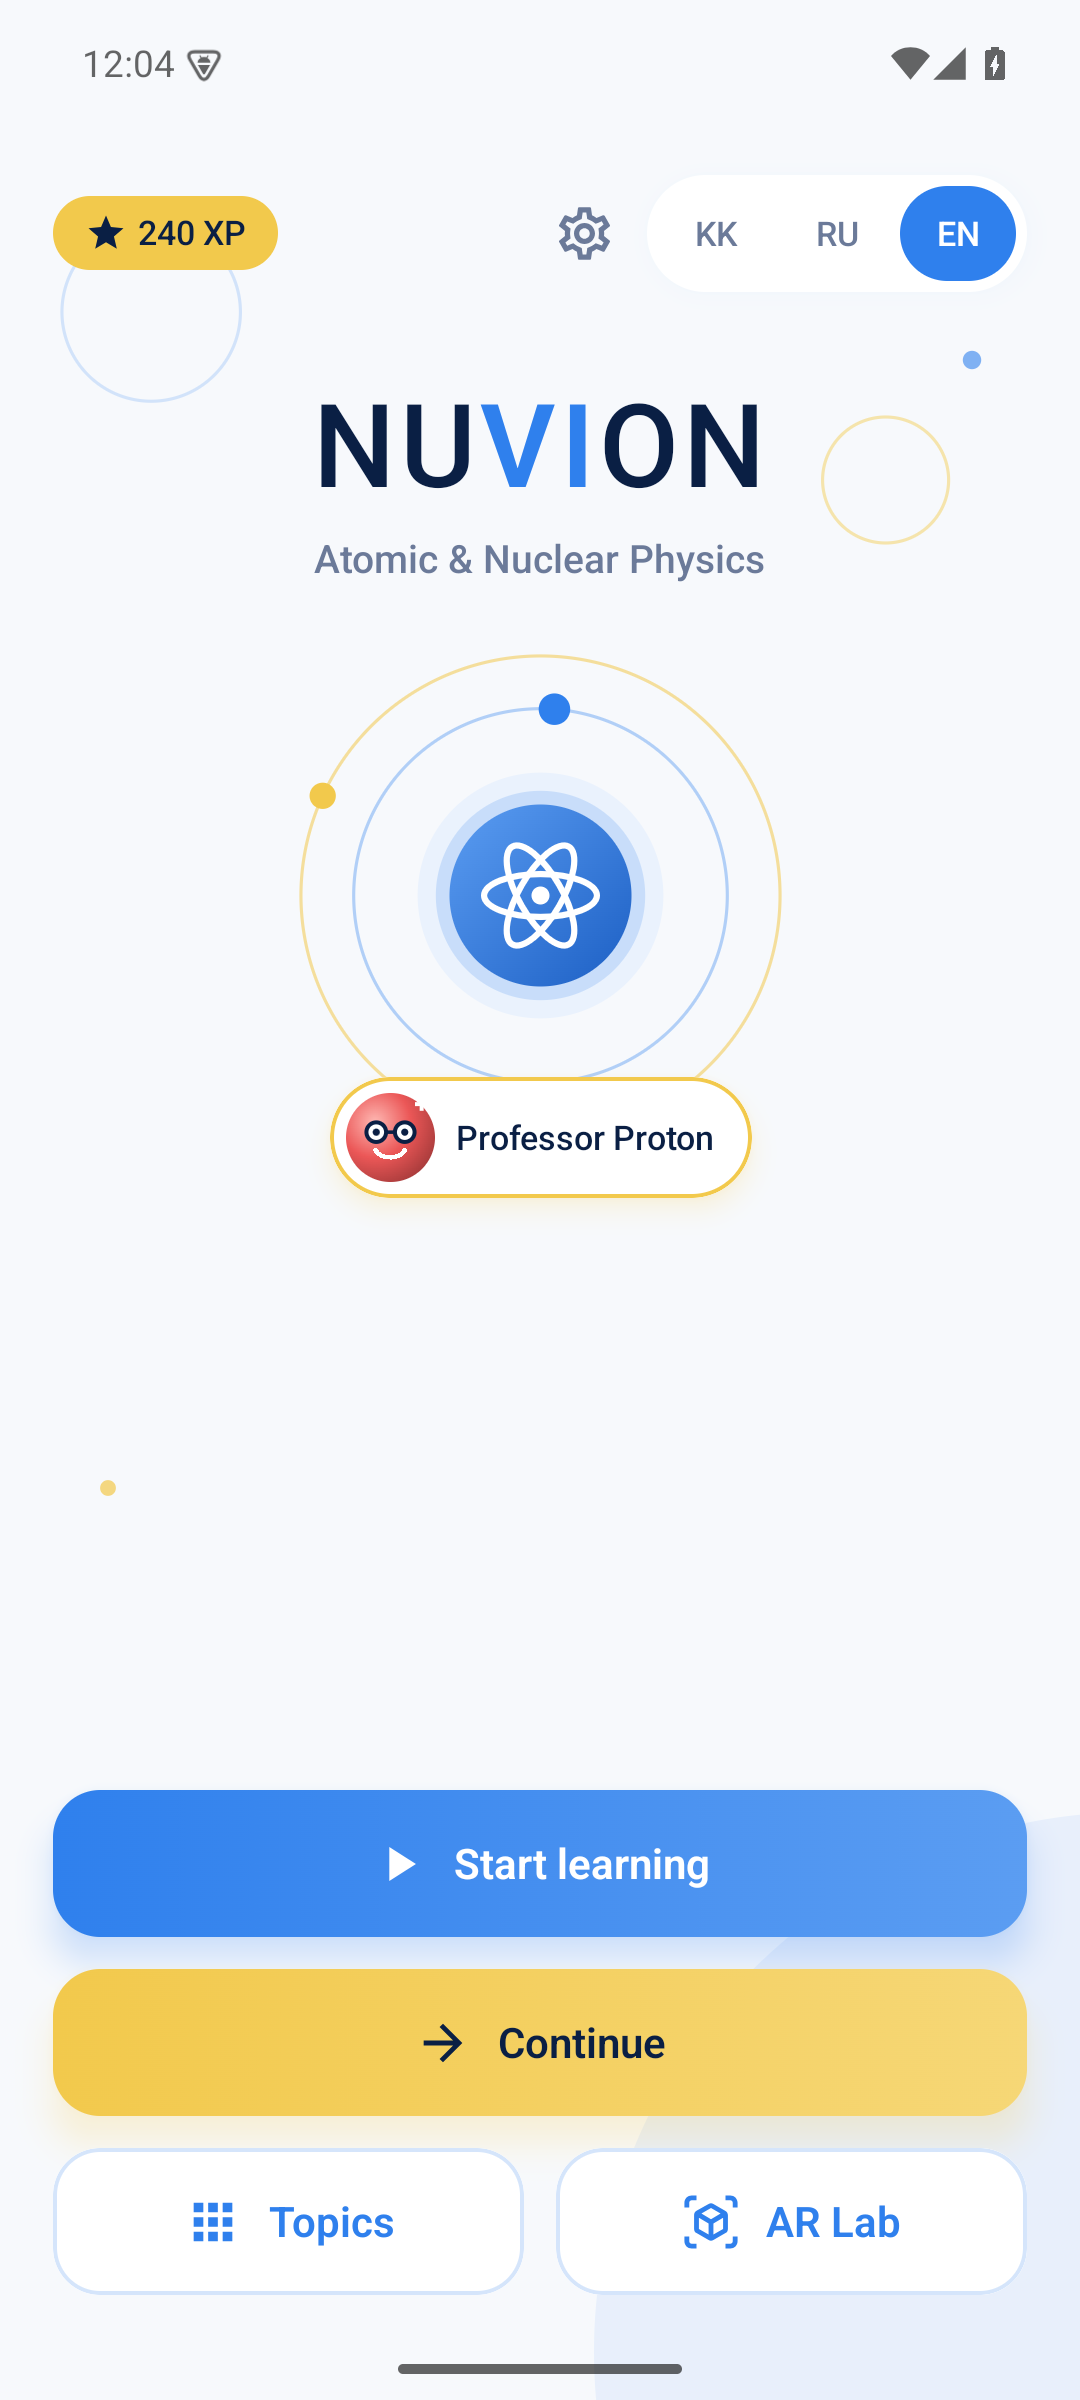 12:04
240 XP
KK RU EN
NUVION
Atomic & Nuclear Physics
Professor Proton
Start learning
Continue
Topics
AR Lab